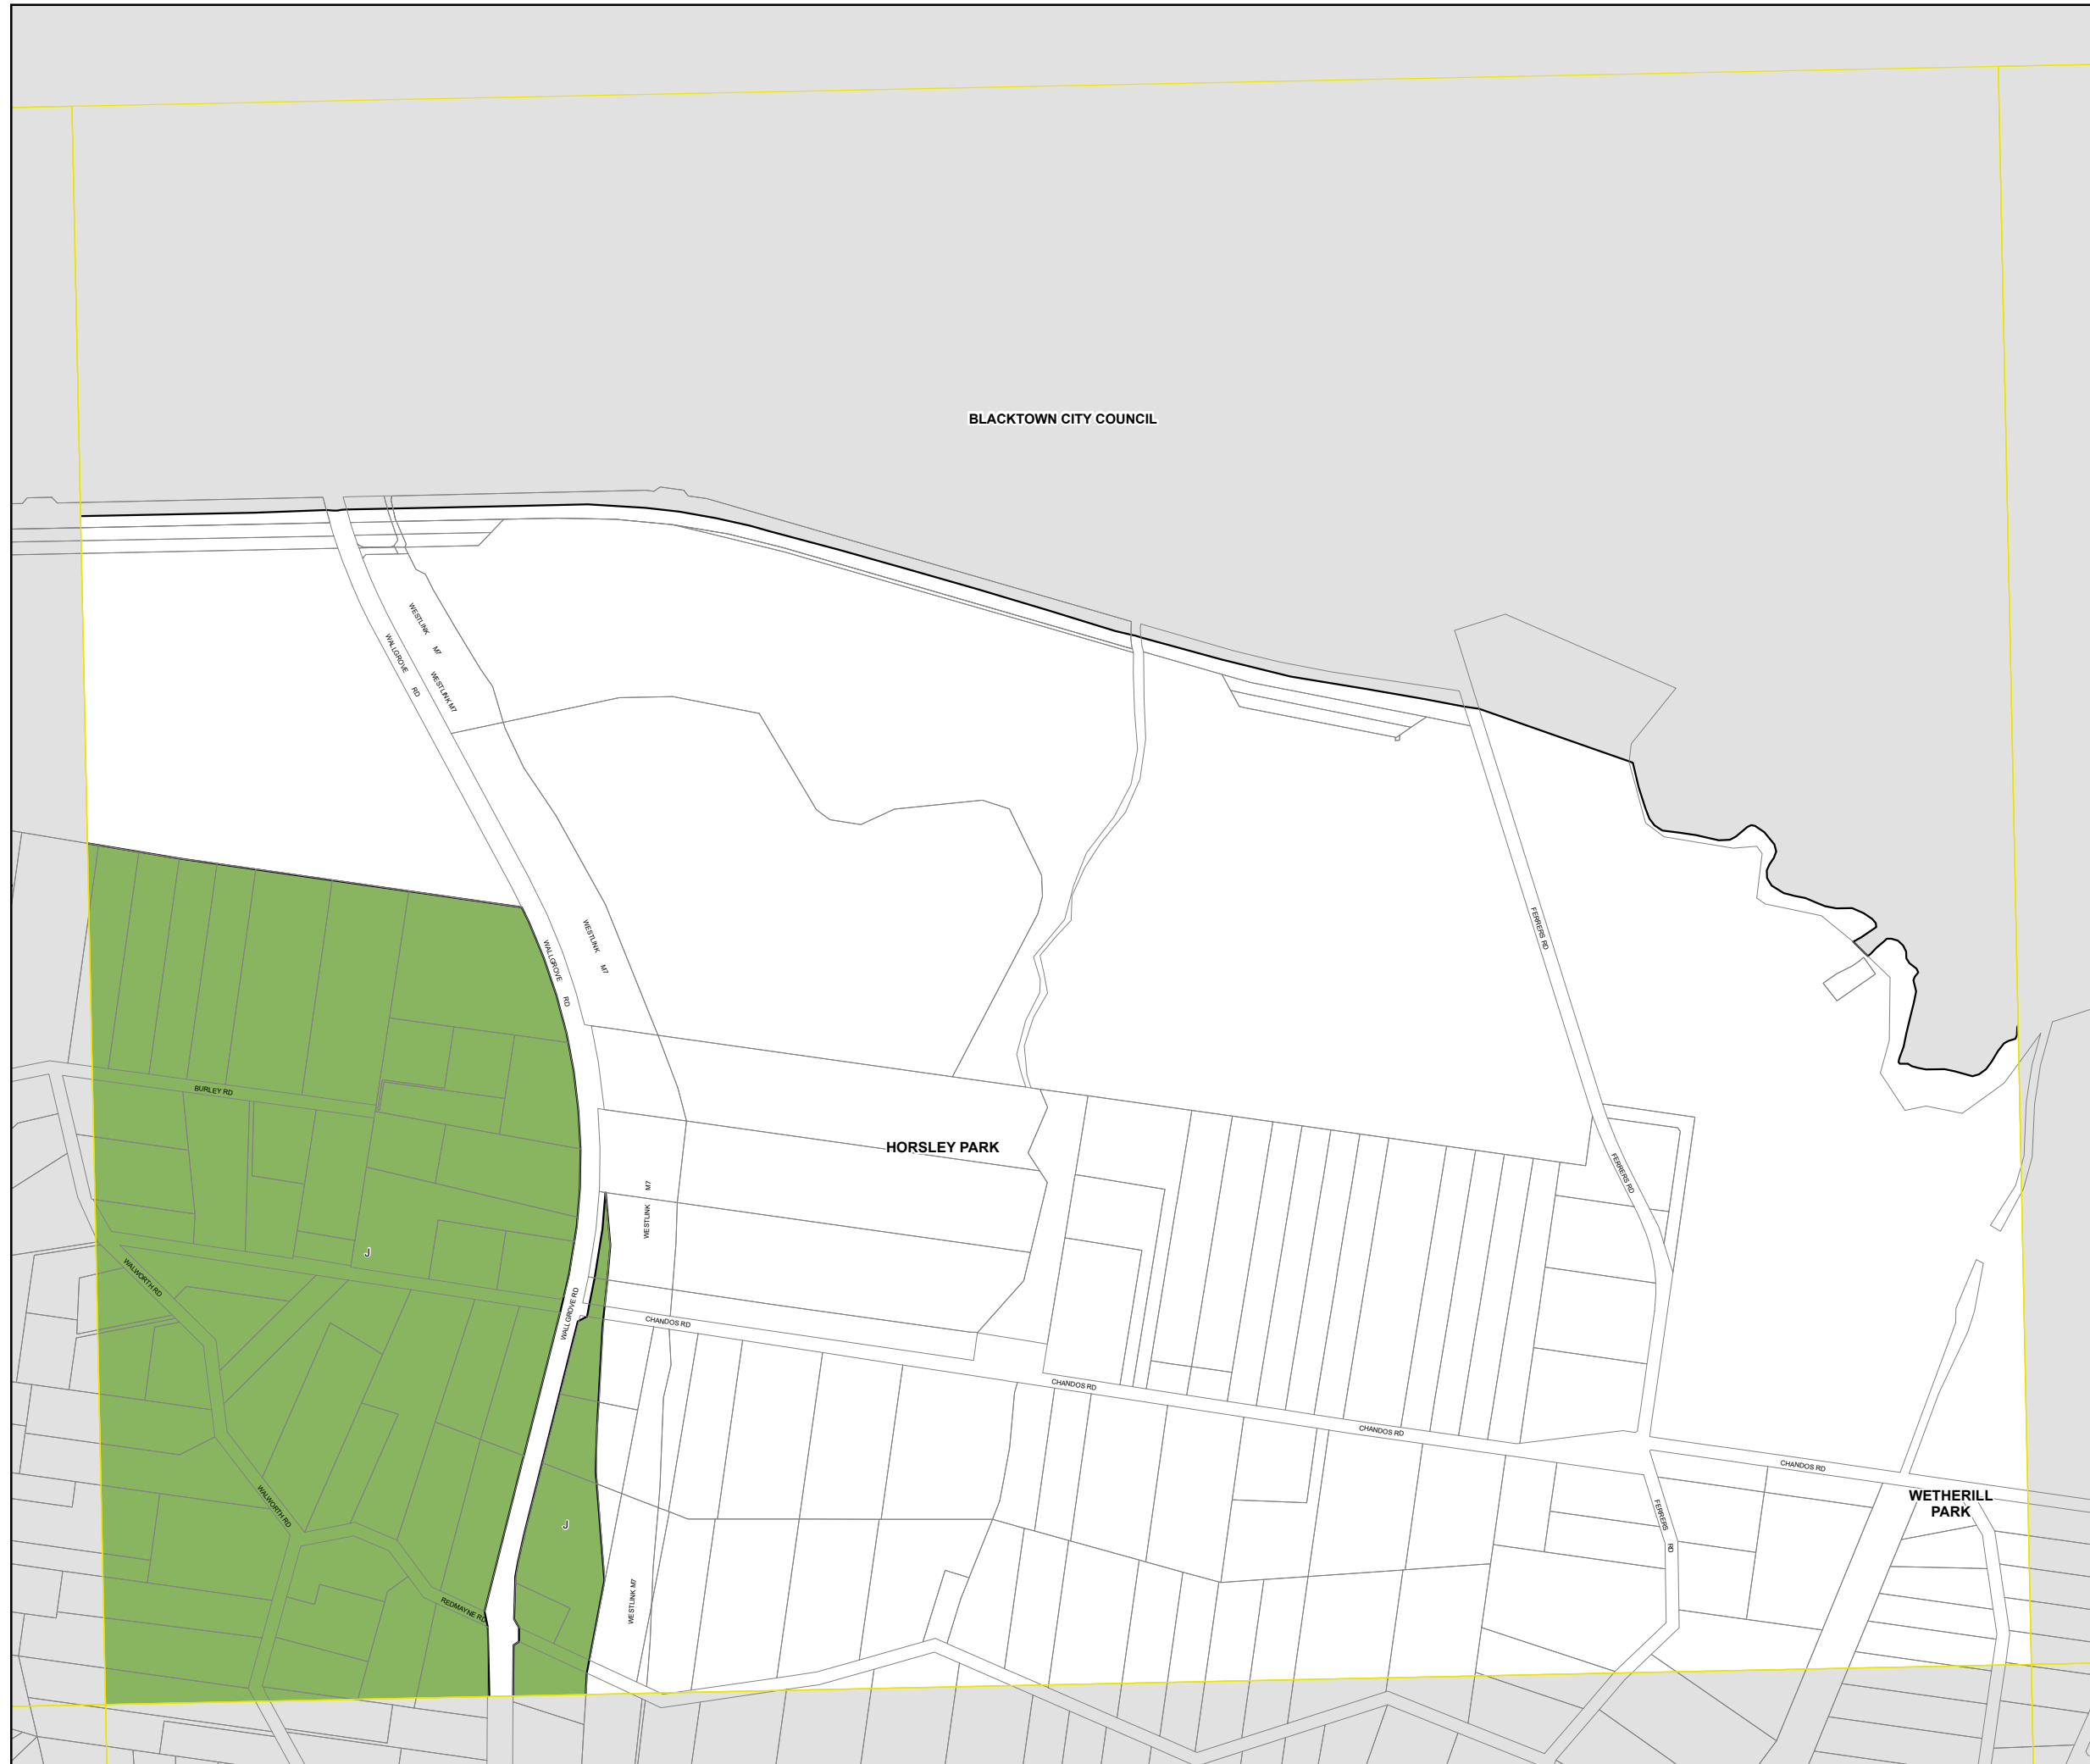 BLACKTOWN CITY COUNCIL
WESTLINK M7
WALLGROVE RD
WESTLINK M7
WALLGROVE RD
WESTLINK M7
FERRERS RD
BURLEY RD
HORSLEY PARK
FERRERS RD
WESTLINK M7
J
WALWORTH RD
WALLGROVE RD
CHANDOS RD
CHANDOS RD
CHANDOS RD
CHANDOS RD
WETHERILL
PARK
WALWORTH RD
J
FERRERS RD
WESTLINK M7
REDMAYNE RD